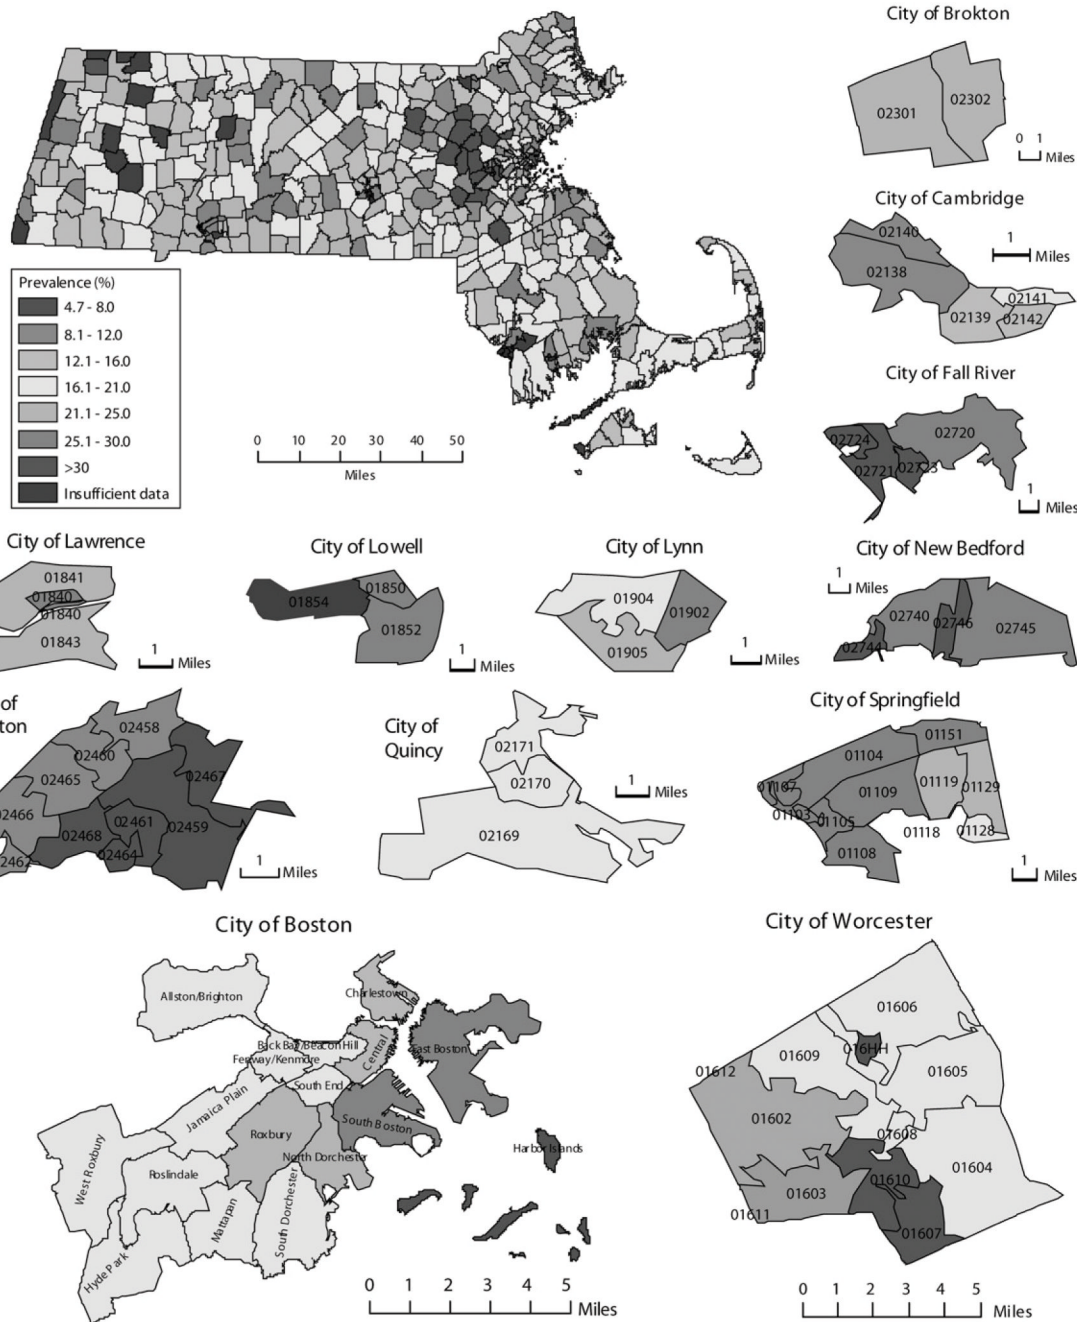 City of Brokton
02301
02302
0 1
Miles
City of Cambridge
02140
1
Miles
02138
02141
02139
02142
Prevalence (%)
4.7 - 8.0
8.1 - 12.0
12.1 - 16.0
16.1 - 21.0
21.1 - 25.0
25.1 - 30.0
>30
Insufficient data
0 10 20 30 40 50
Miles
City of Fall River
02724
02720
02721
02723
1
Miles
City of Lawrence
01841
01840
01840
01843
1
Miles
City of Lowell
01854
01850
01852
1
Miles
City of Lynn
01904
01902
01905
1
Miles
City of New Bedford
1
Miles
02740
02746
02745
02744
of
ton
02458
02460
02465
02467
02466
02461
02468
02459
02464
2462
1
Miles
City of
Quincy
02171
02170
02169
1
Miles
City of Springfield
01151
01104
01119
01129
01107
01109
01103
01105
01118
01128
01108
1
Miles
City of Boston
Allston/Brighton
Charlestown
Back Bay/Beacon Hill
Central
East Boston
Fenway/Kenmore
South End
Jamaica Plain
South Boston
Roxbury
North Dorchester
Harbor Islands
West Roxbury
Roslindale
Mattapan
South Dorchester
Hyde Park
0 1 2 3 4 5
Miles
City of Worcester
01606
016HH
01609
01605
01612
01602
01608
01604
01610
01603
01611
01607
0 1 2 3 4 5
Miles